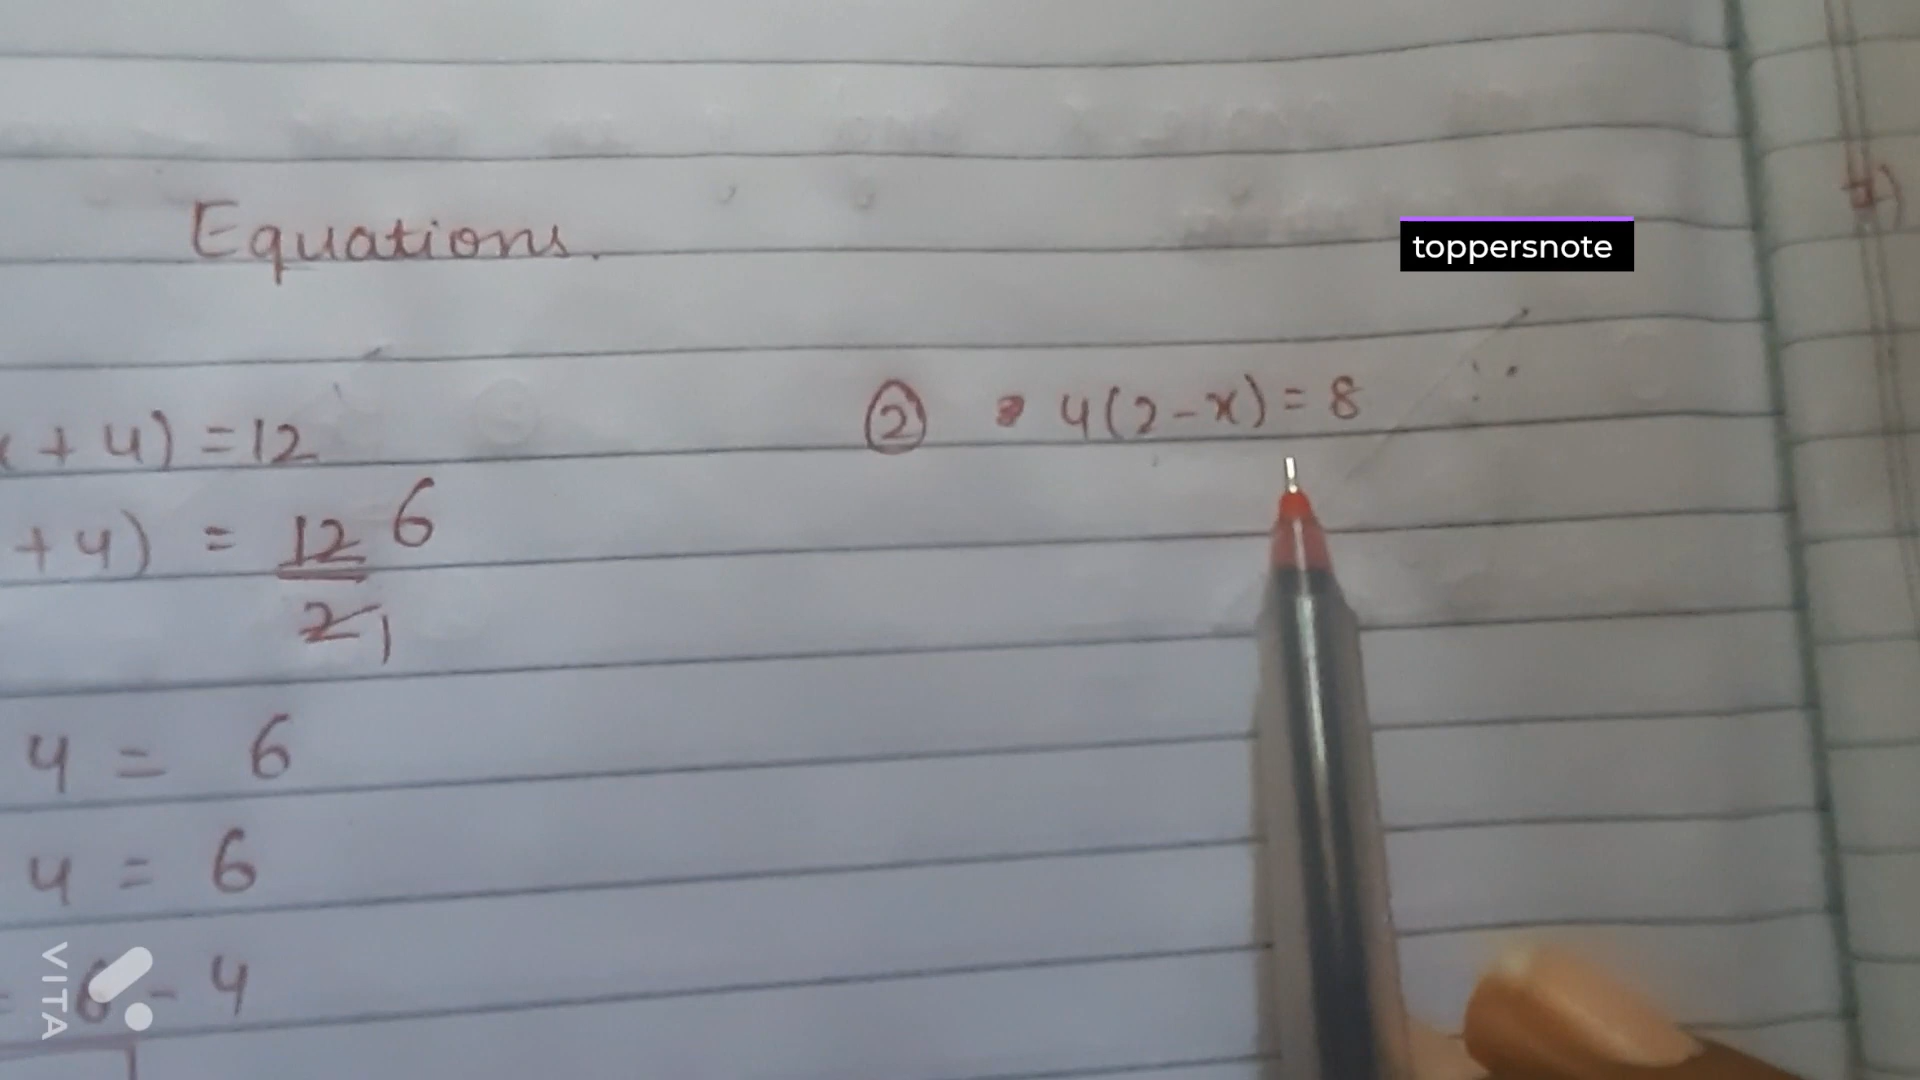 Equations.
toppersnote
+ 4) = 12
② 4(2-x) = 8
+ 4) = 12 6
2 1
4 = 6
4 = 6
= 6 - 4
VITA